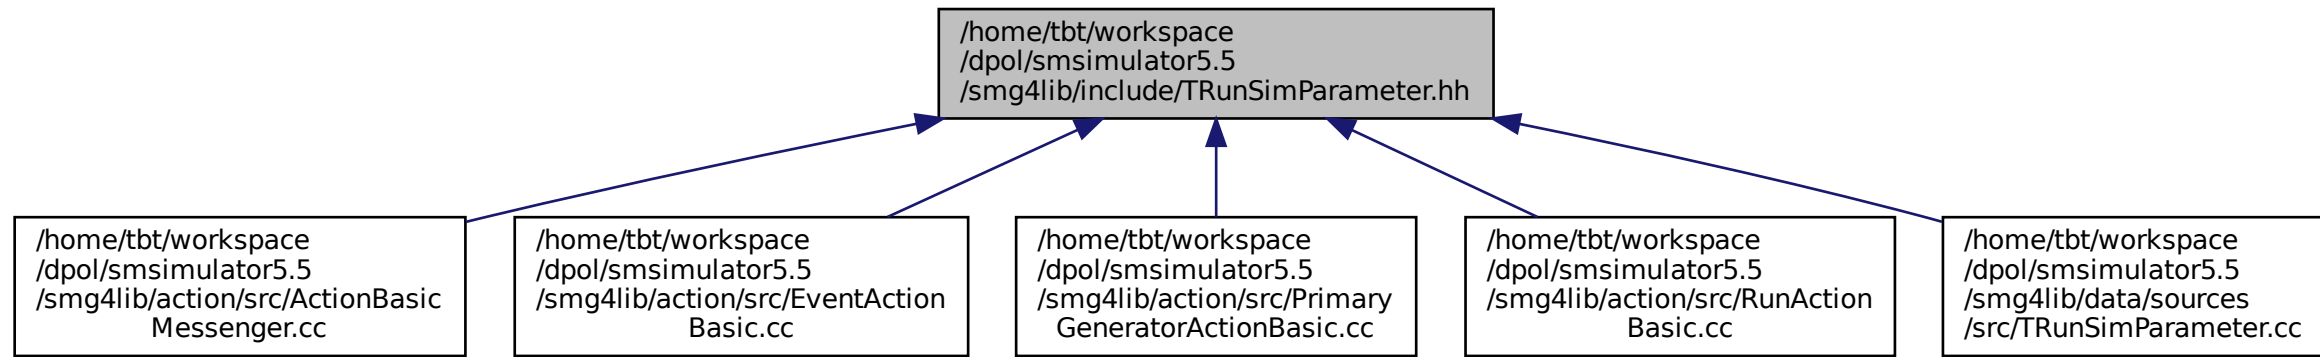 /home/tbt/workspace
/dpol/smsimulator5.5
/smg4lib/include/TRunSimParameter.hh
/home/tbt/workspace
/dpol/smsimulator5.5
/smg4lib/action/src/ActionBasic
Messenger.cc
/home/tbt/workspace
/dpol/smsimulator5.5
/smg4lib/action/src/EventAction
Basic.cc
/home/tbt/workspace
/dpol/smsimulator5.5
/smg4lib/action/src/Primary
GeneratorActionBasic.cc
/home/tbt/workspace
/dpol/smsimulator5.5
/smg4lib/action/src/RunAction
Basic.cc
/home/tbt/workspace
/dpol/smsimulator5.5
/smg4lib/data/sources
/src/TRunSimParameter.cc